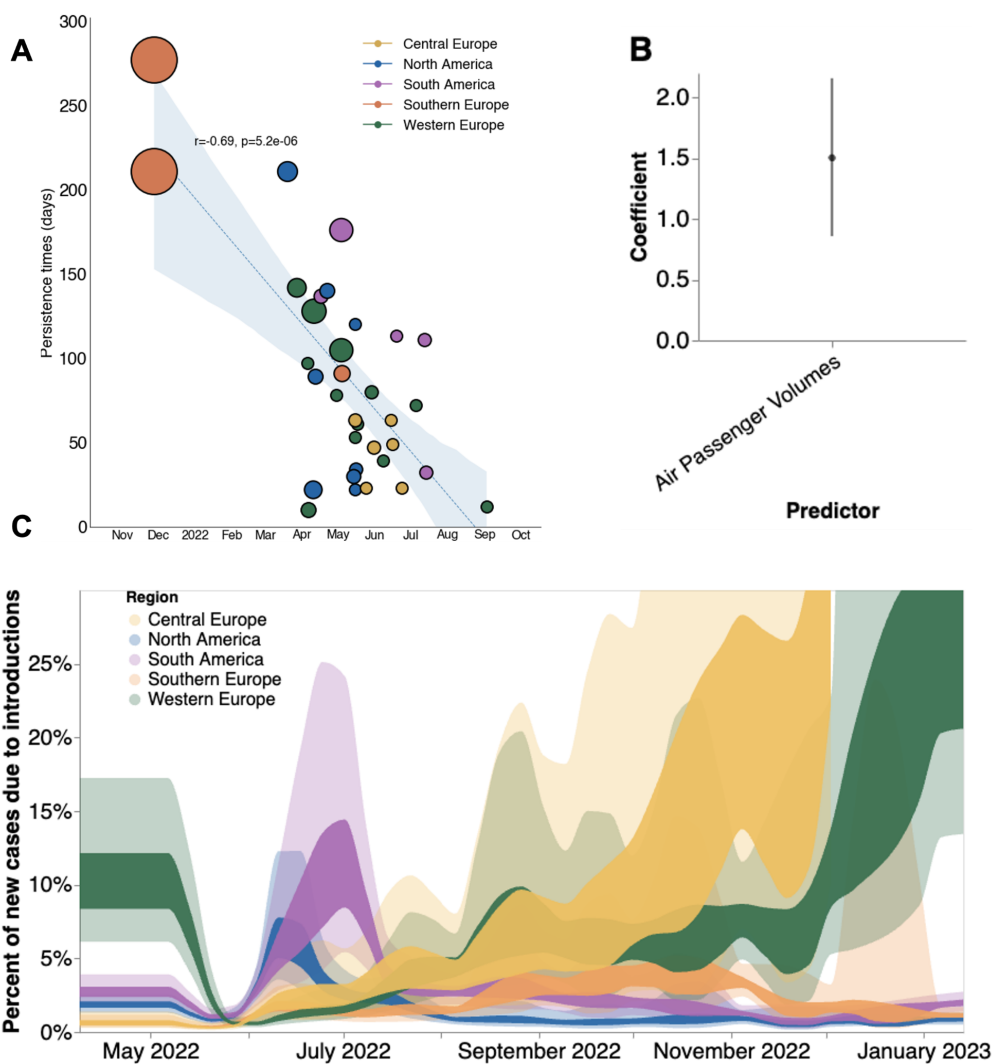 A
300
250
200
150
100
50
0
Persistence times (days)
r=-0.69, p=5.2e-06
Central Europe
North America
South America
Southern Europe
Western Europe
Nov Dec 2022 Feb Mar Apr May Jun Jul Aug Sep Oct
B
2.0
1.5
1.0
0.5
0.0
Coefficient
Air Passenger Volumes
Predictor
C
Percent of new cases due to introductions
Region
Central Europe
North America
South America
Southern Europe
Western Europe
25%
20%
15%
10%
5%
0%
May 2022 July 2022 September 2022 November 2022 January 2023